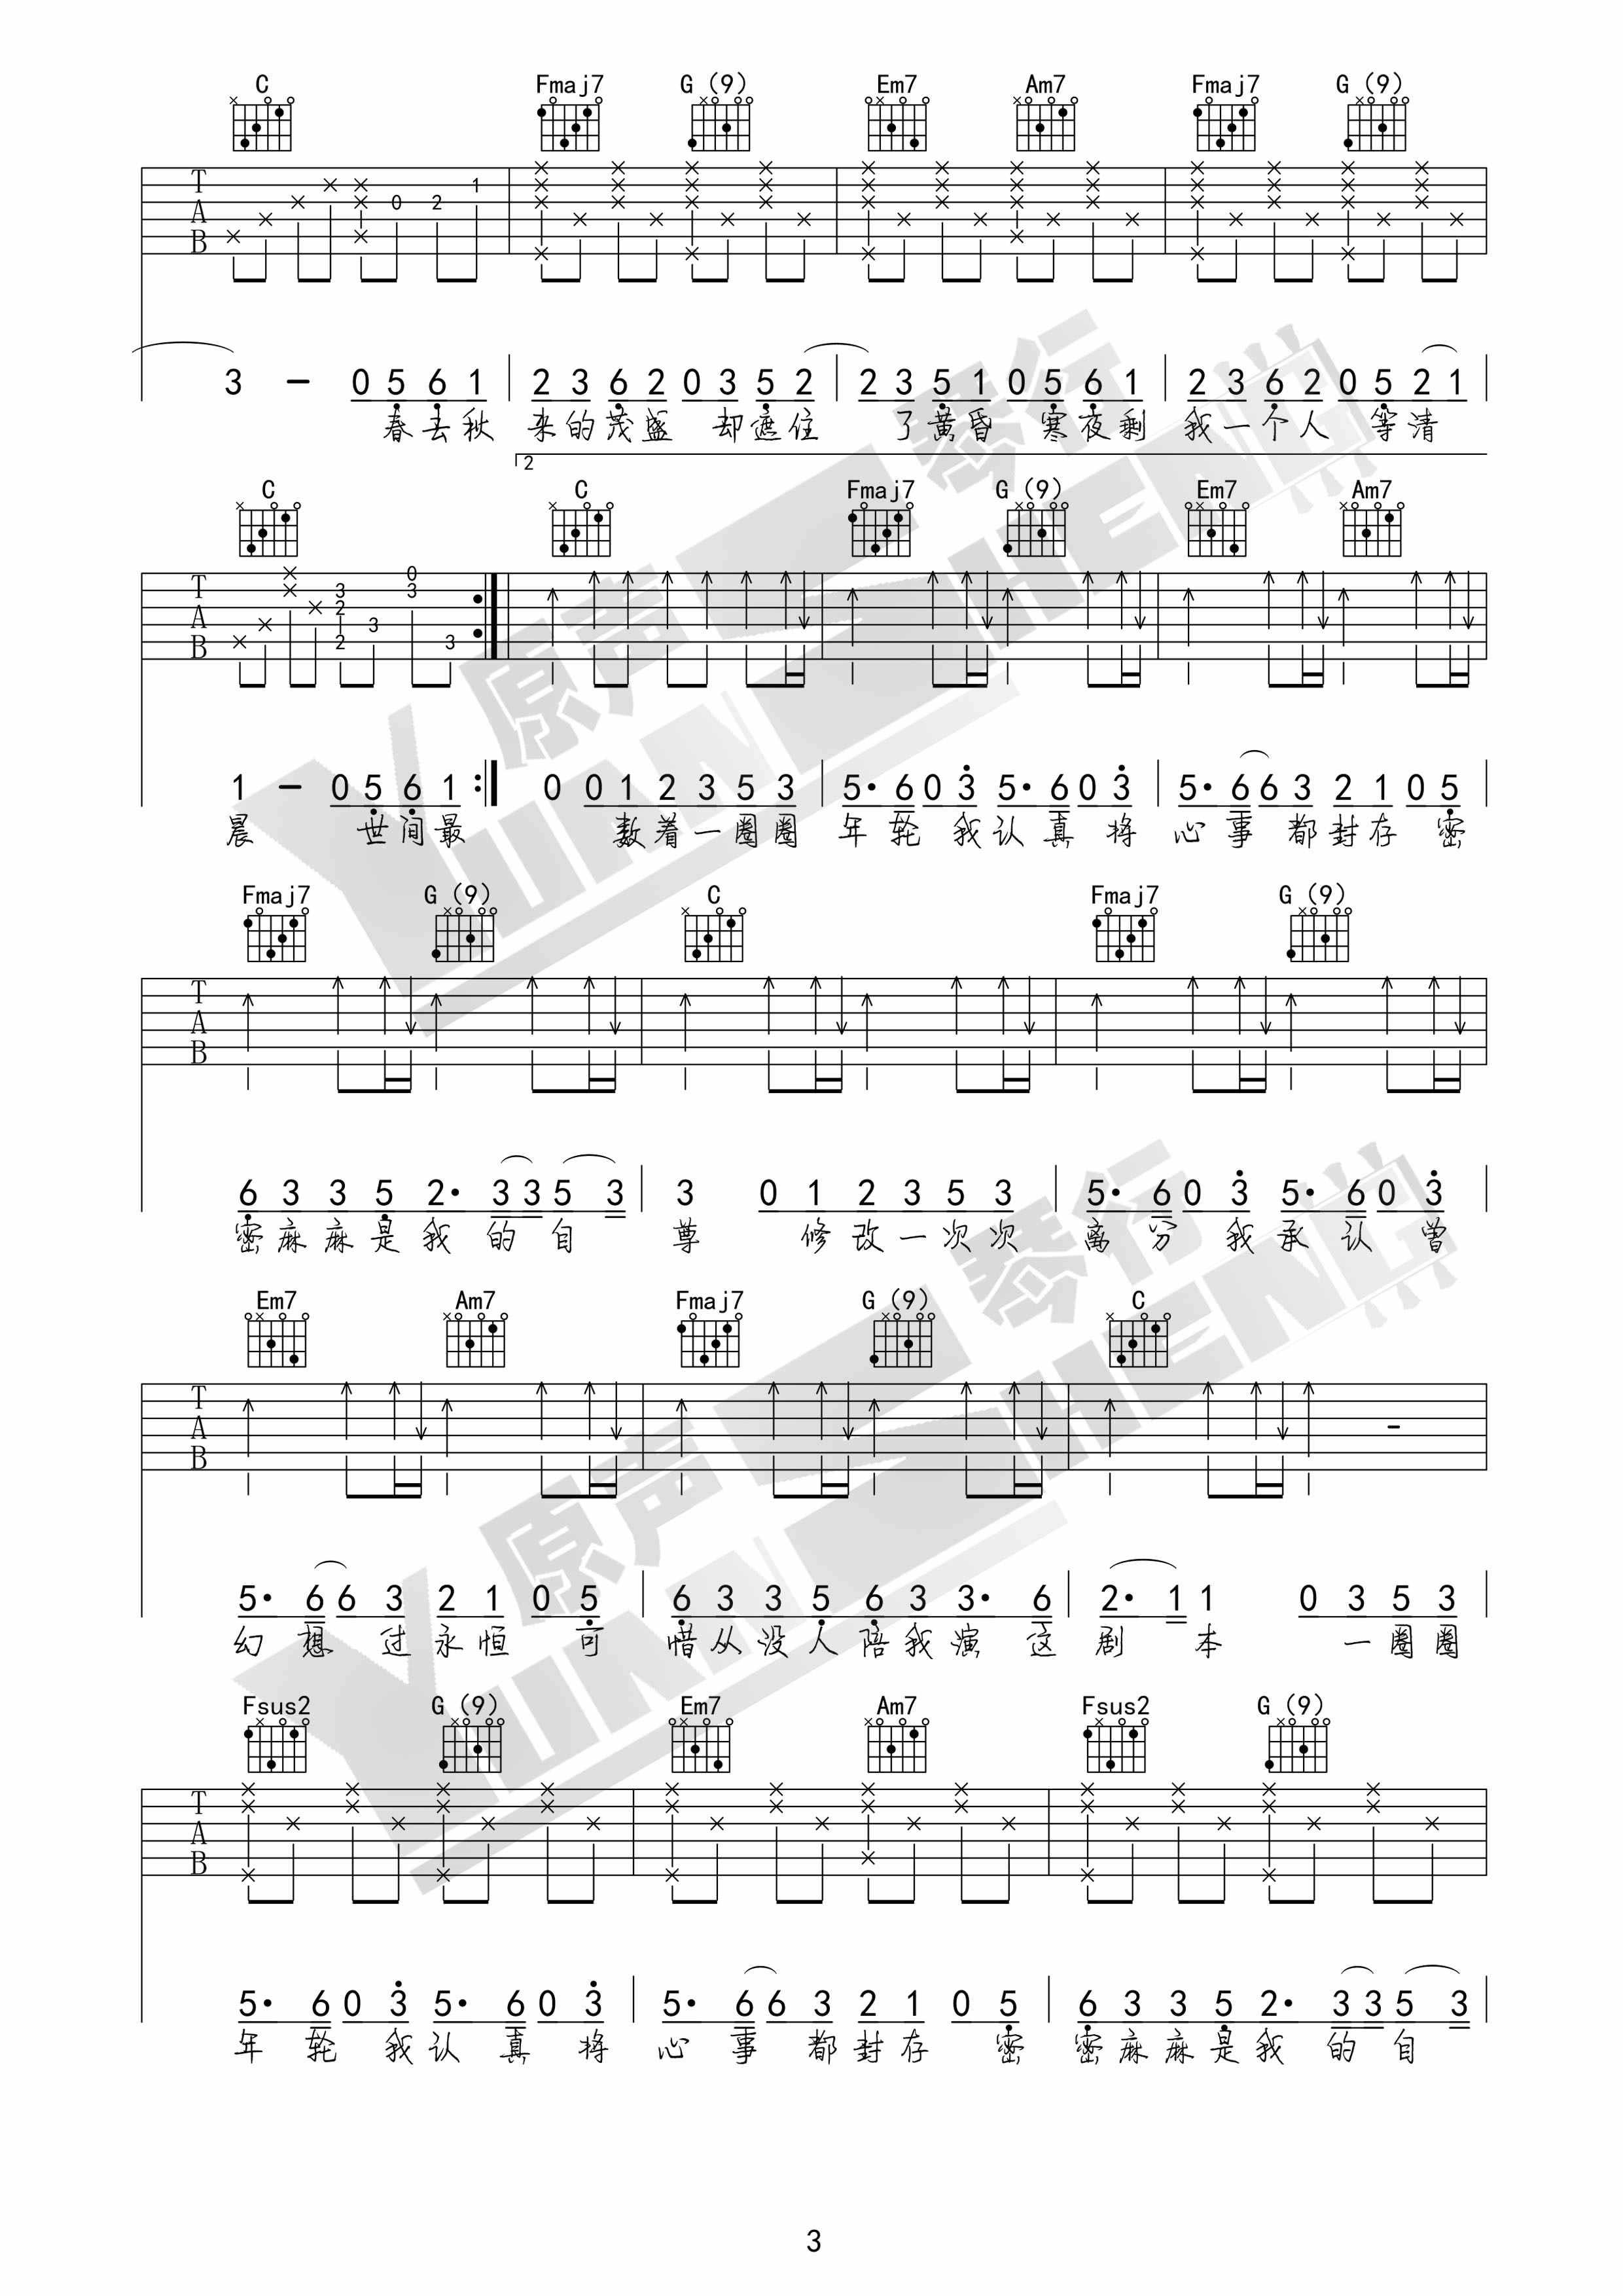 C Fmaj7 G (9) Em7 Am7 Fmaj7 G (9)
T A B 0 2 1
3 - 0 5 6 1 2 3 6 2 0 3 5 2 2 3 5 1 0 5 6 1 2 3 6 2 0 5 2 1
春去秋 来的茂盛 却遮住 了黄昏 寒夜剩 我一个人 等清
2
C C Fmaj7 G (9) Em7 Am7
T A B 3 2 2 3 0 3 3
1 - 0 5 6 1 0 0 1 2 3 5 3 5· 6 0 3 5· 6 0 3 5· 6 6 3 2 1 0 5
晨 世间最 数着一圈圈 年轮 我认真 将 心事 都封存 密
Fmaj7 G (9) C Fmaj7 G (9)
T A B
6 3 3 5 2· 3 3 5 3 3 0 1 2 3 5 3 5· 6 0 3 5· 6 0 3
密麻麻是我 的自 尊 修改一次次 离分 我承认 曾
Em7 Am7 Fmaj7 G (9) C
T A B -
5· 6 6 3 2 1 0 5 6 3 3 5 6 3 3· 6 2· 1 1 0 3 5 3
幻想 过永恒 可 惜从没人陪我演 这 剧本 一圈圈
Fsus2 G (9) Em7 Am7 Fsus2 G (9)
T A B
5· 6 0 3 5· 6 0 3 5· 6 6 3 2 1 0 5 6 3 3 5 2· 3 3 5 3
年轮 我认真 将 心事 都封存 密 密麻麻是我 的自
原声琴行
YUAN SHENG
原声琴行
YUAN SHENG
3